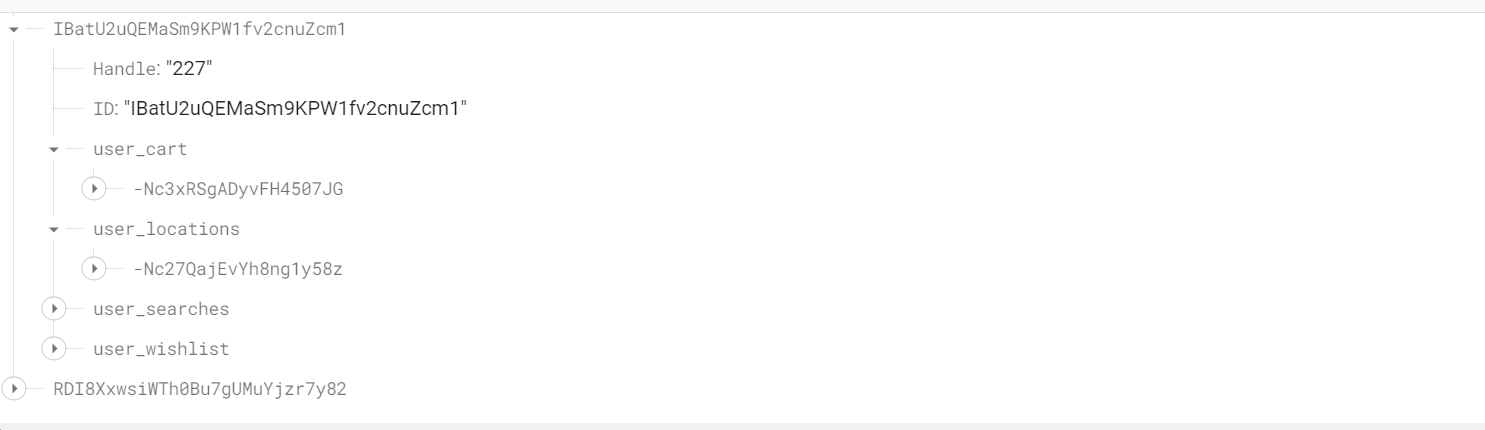 IBatU2uQEMaSm9KPW1fv2cnuZcm1
Handle: "227"
ID: "IBatU2uQEMaSm9KPW1fv2cnuZcm1"
user_cart
-Nc3xRSgADyvFH4507JG
user_locations
-Nc27QajEvYh8ng1y58z
user_searches
user_wishlist
RDI8XxwsiWTh0Bu7gUMuYjzr7y82